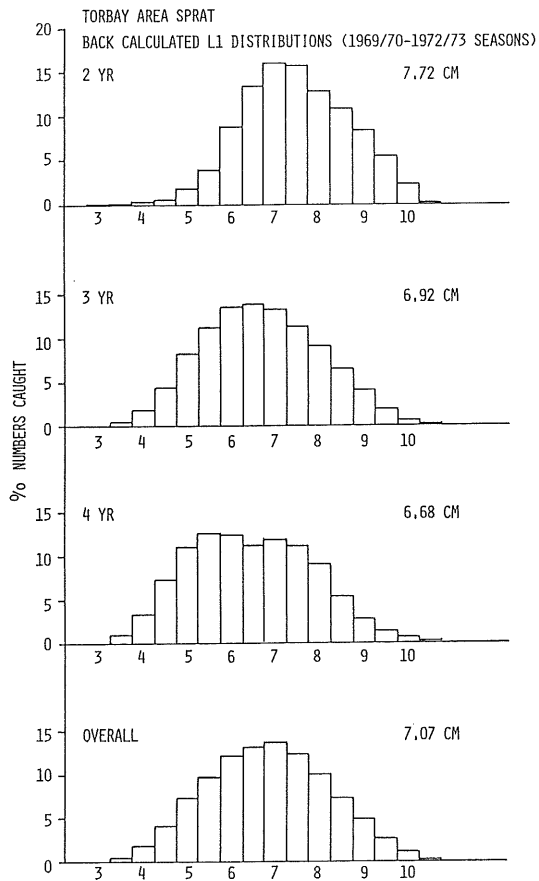 TORBAY AREA SPRAT
BACK CALCULATED L1 DISTRIBUTIONS (1969/70-1972/73 SEASONS)
% NUMBERS CAUGHT
20
2 YR 7.72 CM
15
10
5
0
3 4 5 6 7 8 9 10
15
3 YR 6.92 CM
10
5
0
3 4 5 6 7 8 9 10
15
4 YR 6.68 CM
10
5
0
3 4 5 6 7 8 9 10
15
OVERALL 7.07 CM
10
5
0
3 4 5 6 7 8 9 10